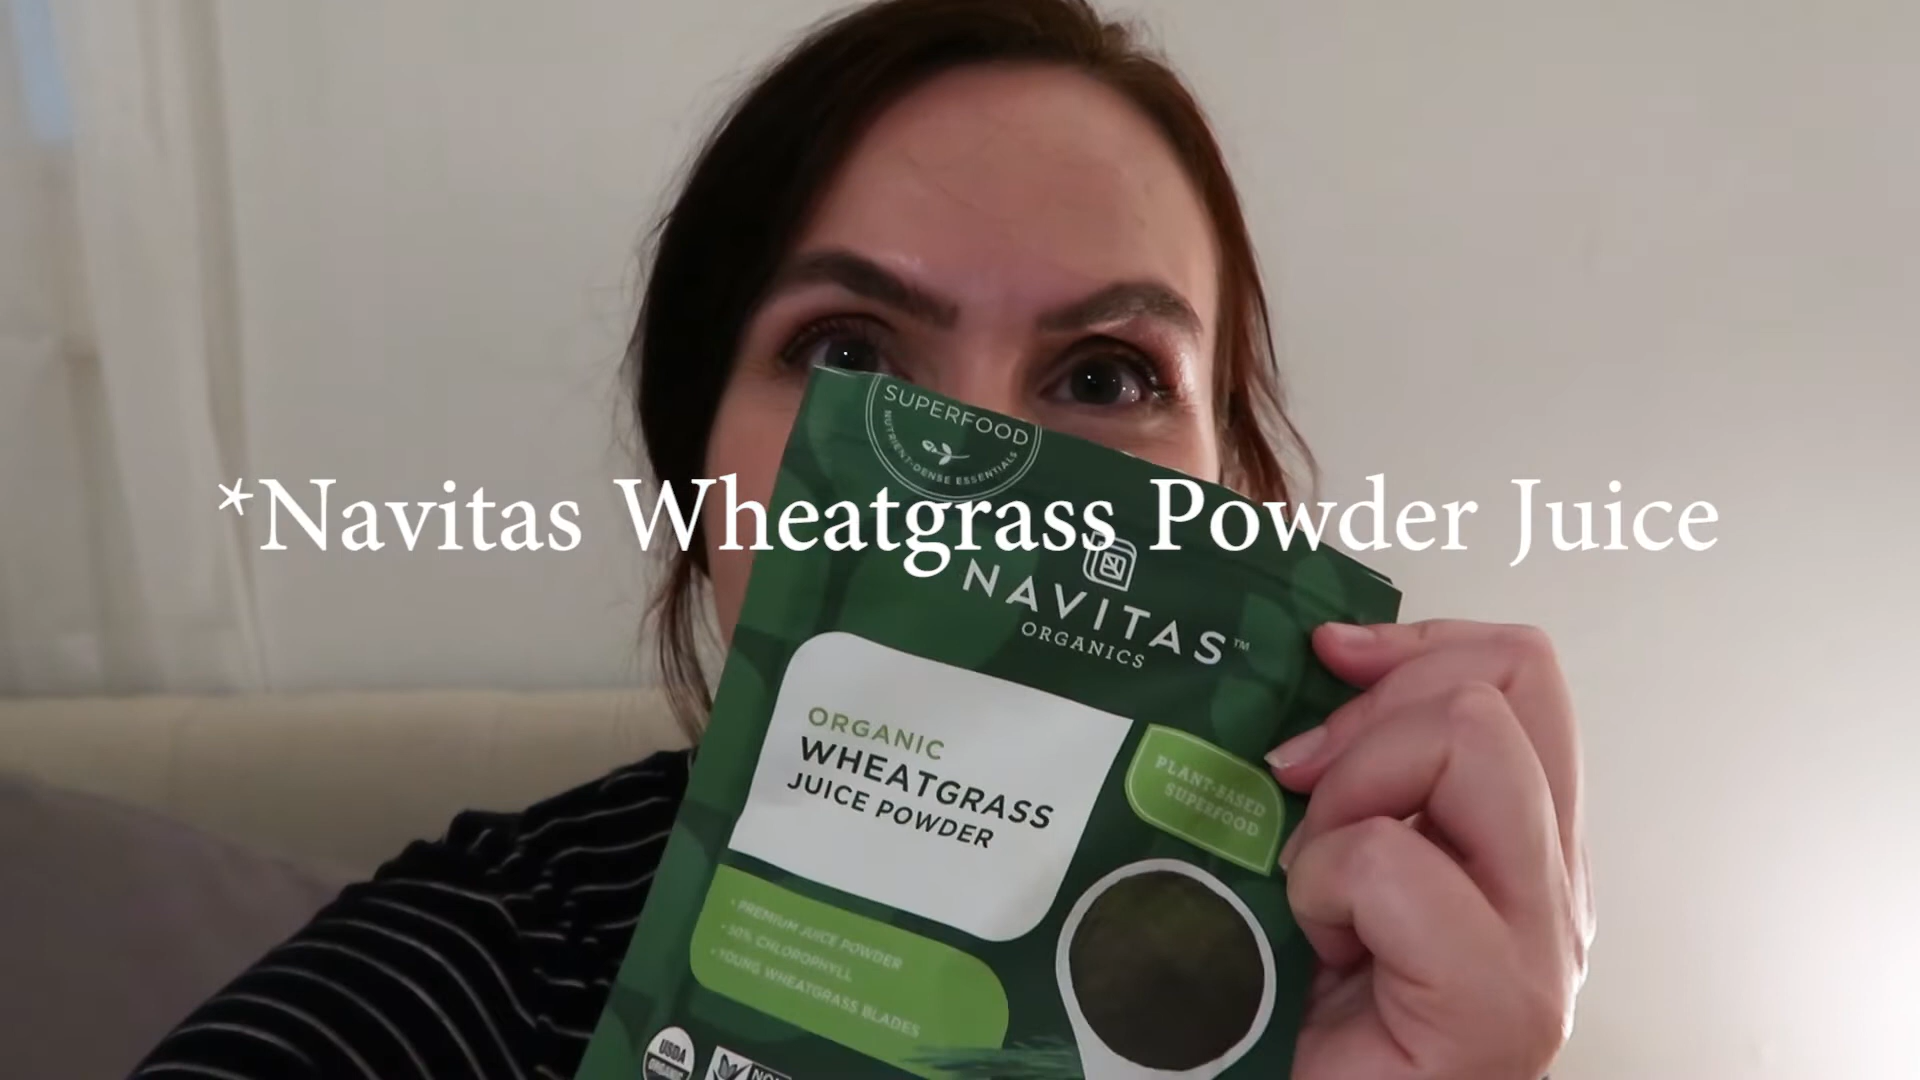 SUPERFOOD
NUTRIENT-DENSE ESSENTIALS
*Navitas Wheatgrass Powder Juice
NAVITAS™
ORGANICS
ORGANIC
WHEATGRASS
JUICE POWDER
PLANT-BASED
SUPERFOOD
• PREMIUM JUICE POWDER
• 50% CHLOROPHYLL
• YOUNG WHEATGRASS BLADES
USDA
ORGANIC